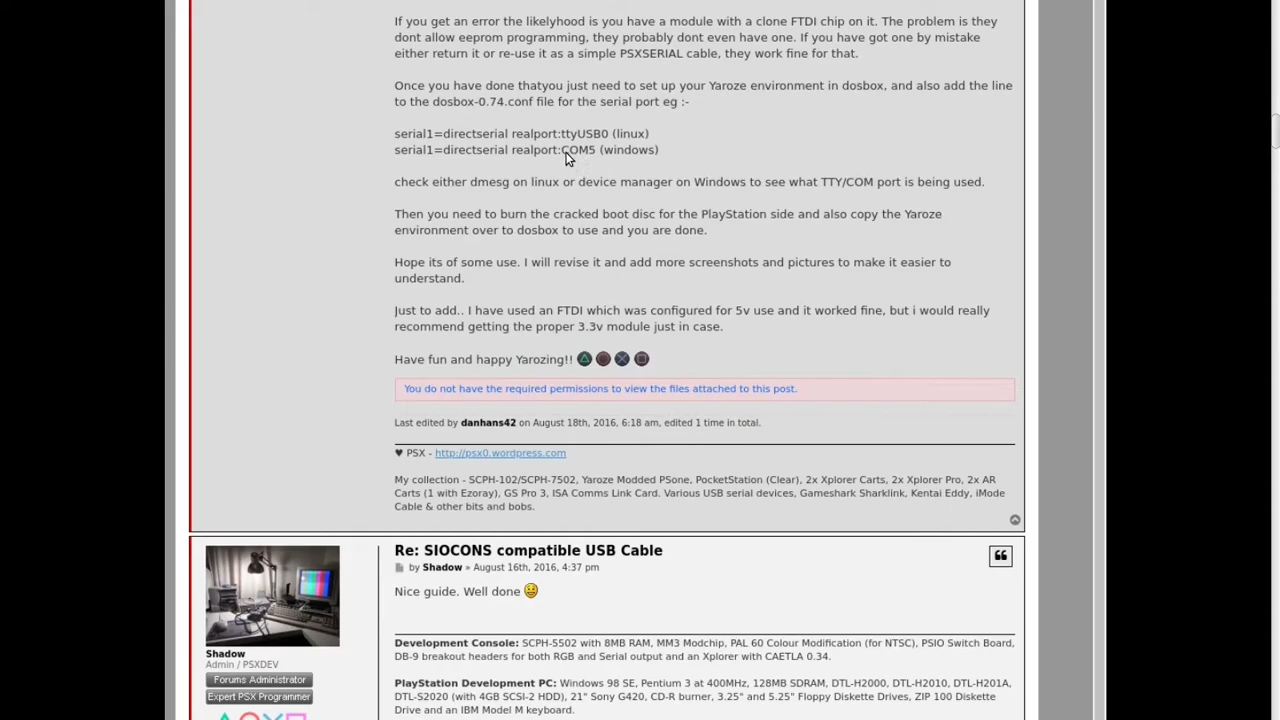 If you get an error the likelyhood is you have a module with a clone FTDI chip on it. The problem is they
dont allow eeprom programming, they probably dont even have one. If you have got one by mistake
either return it or re-use it as a simple PSXSERIAL cable, they work fine for that.
Once you have done thatyou just need to set up your Yaroze environment in dosbox, and also add the line
to the dosbox-0.74.conf file for the serial port eg :-
serial1=directserial realport:ttyUSB0 (linux)
serial1=directserial realport:COM5 (windows)
check either dmesg on linux or device manager on Windows to see what TTY/COM port is being used.
Then you need to burn the cracked boot disc for the PlayStation side and also copy the Yaroze
environment over to dosbox to use and you are done.
Hope its of some use. I will revise it and add more screenshots and pictures to make it easier to
understand.
Just to add.. I have used an FTDI which was configured for 5v use and it worked fine, but i would really
recommend getting the proper 3.3v module just in case.
Have fun and happy Yarozing!!
You do not have the required permissions to view the files attached to this post.
Last edited by danhans42 on August 18th, 2016, 6:18 am, edited 1 time in total.
♥ PSX - http://psx0.wordpress.com
My collection - SCPH-102/SCPH-7502, Yaroze Modded PSone, PocketStation (Clear), 2x Xplorer Carts, 2x Xplorer Pro, 2x AR
Carts (1 with Ezoray), GS Pro 3, ISA Comms Link Card. Various USB serial devices, Gameshark Sharklink, Kentai Eddy, iMode
Cable & other bits and bobs.
Re: SIOCONS compatible USB Cable
by Shadow » August 16th, 2016, 4:37 pm
Nice guide. Well done
Shadow
Admin / PSXDEV
Forums Administrator
Expert PSX Programmer
Development Console: SCPH-5502 with 8MB RAM, MM3 Modchip, PAL 60 Colour Modification (for NTSC), PSIO Switch Board,
DB-9 breakout headers for both RGB and Serial output and an Xplorer with CAETLA 0.34.
PlayStation Development PC: Windows 98 SE, Pentium 3 at 400MHz, 128MB SDRAM, DTL-H2000, DTL-H2010, DTL-H201A,
DTL-S2020 (with 4GB SCSI-2 HDD), 21" Sony G420, CD-R burner, 3.25" and 5.25" Floppy Diskette Drives, ZIP 100 Diskette
Drive and an IBM Model M keyboard.